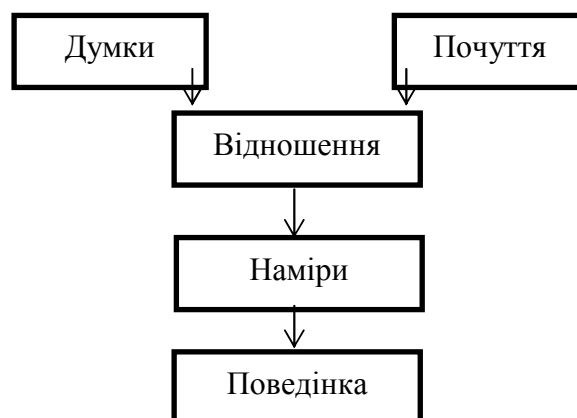 Думки
Почуття
Відношення
Наміри
Поведінка